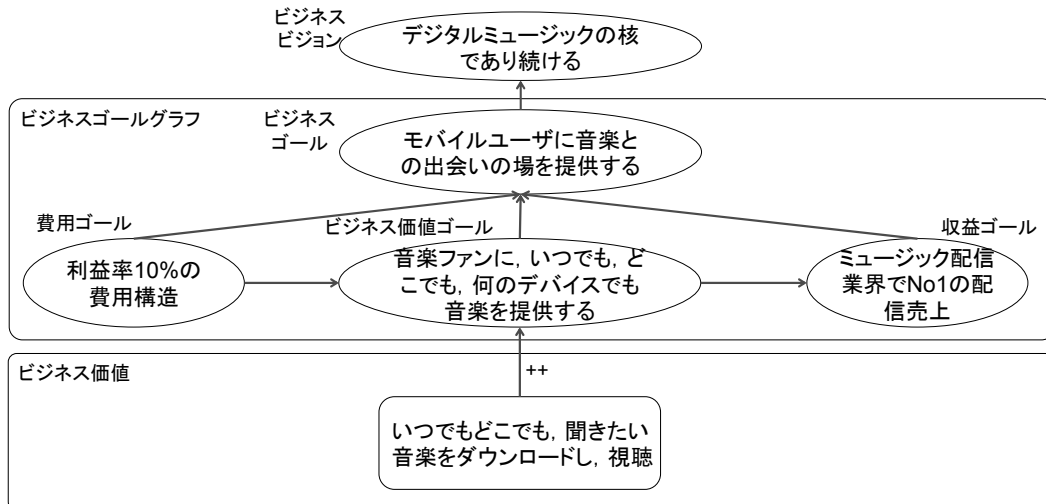 ビジネス
ビジョン
デジタルミュージックの核
であり続ける
ビジネスゴールグラフ
ビジネス
ゴール
モバイルユーザに音楽と
の出会いの場を提供する
費用ゴール
ビジネス価値ゴール
収益ゴール
利益率10%の
費用構造
音楽ファンに, いつでも, ど
こでも, 何のデバイスでも
音楽を提供する
ミュージック配信
業界でNo1の配
信売上
ビジネス価値
++
いつでもどこでも, 聞きたい
音楽をダウンロードし, 視聴